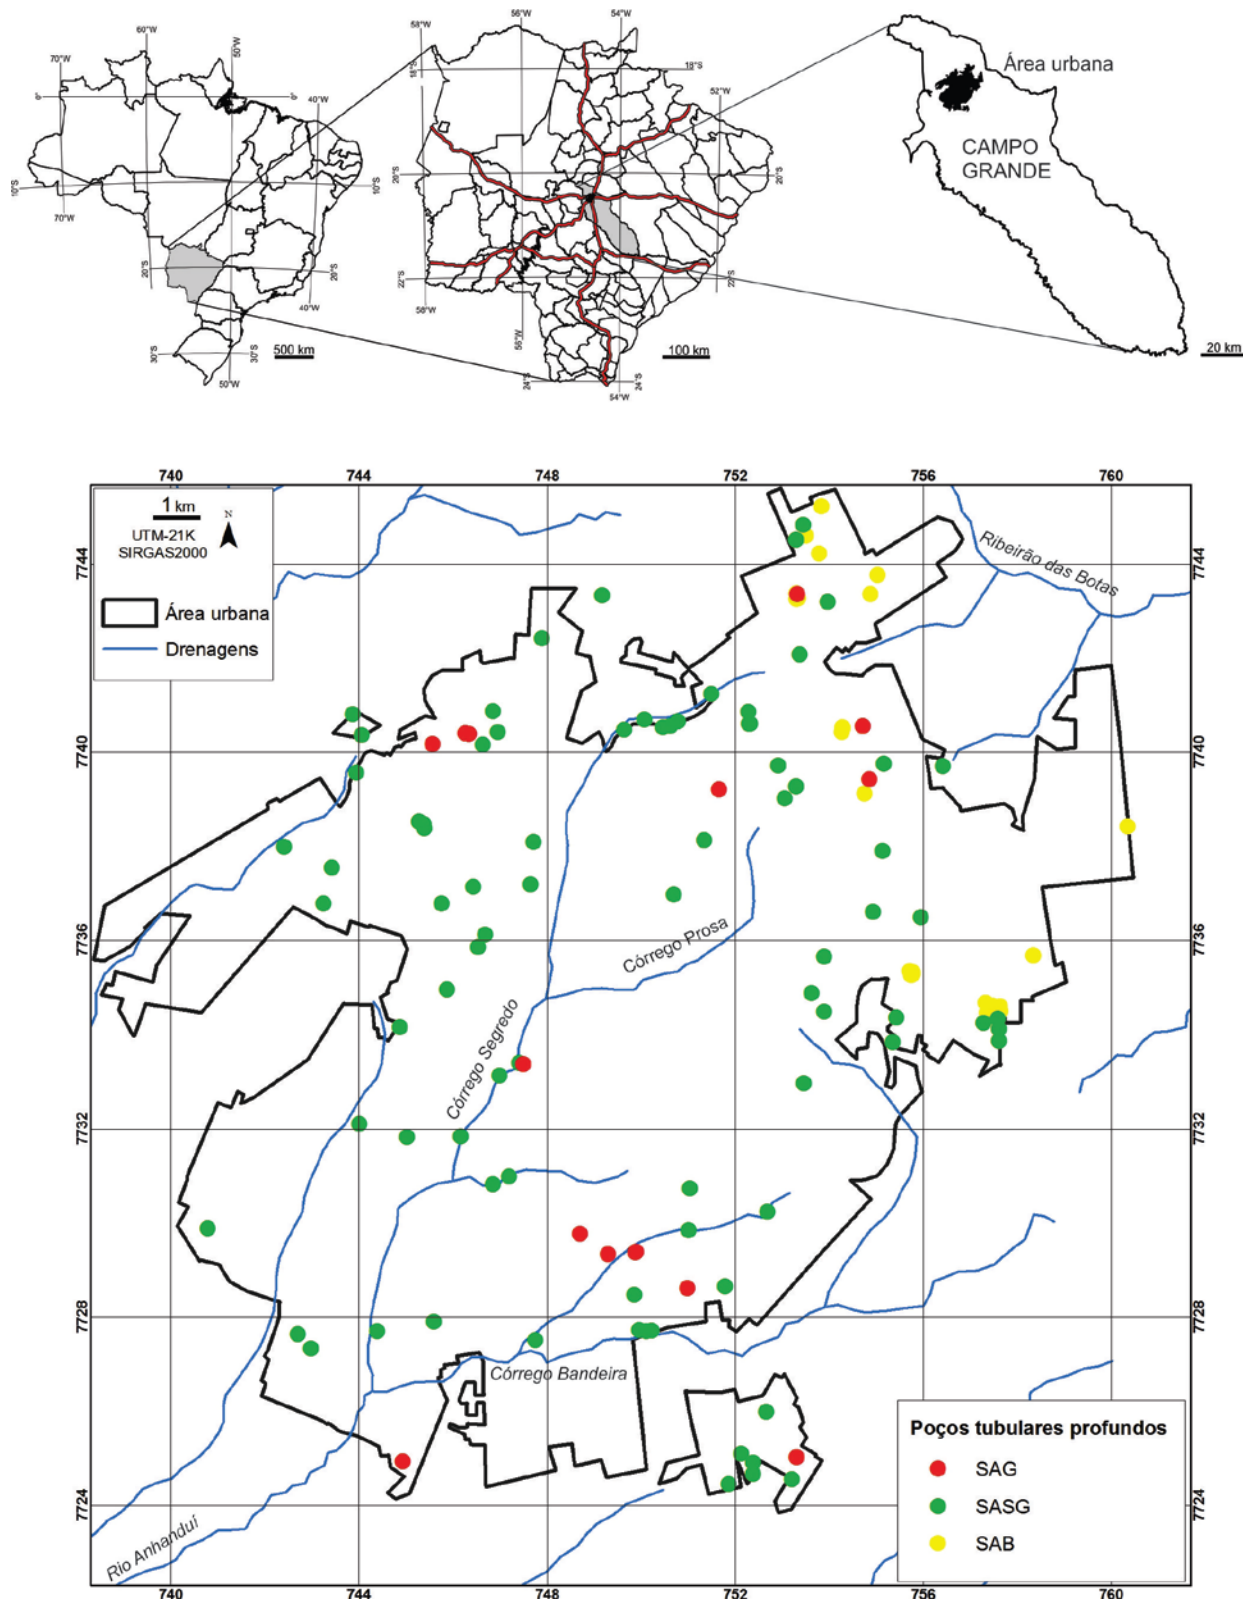 60°W
50°W
70°W
0°
0°
40°W
10°S
10°S
70°W
20°S
20°S
40°W
30°S
30°S
50°W
500 km
56°W
54°W
58°W
18°S
18°S
52°W
20°S
20°S
22°S
22°S
58°W
56°W
24°S
24°S
54°W
100 km
Área urbana
CAMPO
GRANDE
20 km
740 744 748 752 756 760
1 km
N
UTM-21K
SIRGAS2000
Área urbana
Drenagens
Ribeirão das Botas
7744 7744
7740 7740
7736 7736
Córrego Prosa
Córrego Segredo
7732 7732
7728 7728
Córrego Bandeira
Poços tubulares profundos
SAG
SASG
SAB
7724 7724
Rio Anhanduí
740 744 748 752 756 760